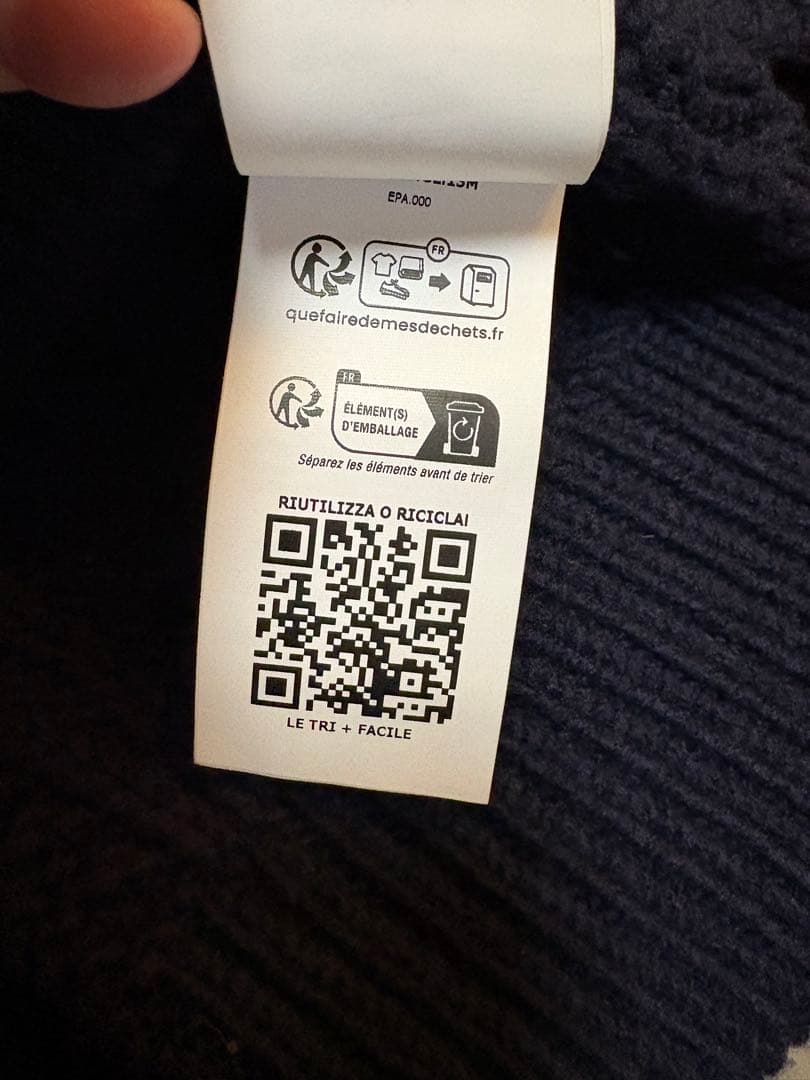 EPA.000
FR
quefairedemesdechets.fr
FR
ÉLÉMENT(S)
D'EMBALLAGE
Séparez les éléments avant de trier
RIUTILIZZA O RICICLA!
LE TRI + FACILE